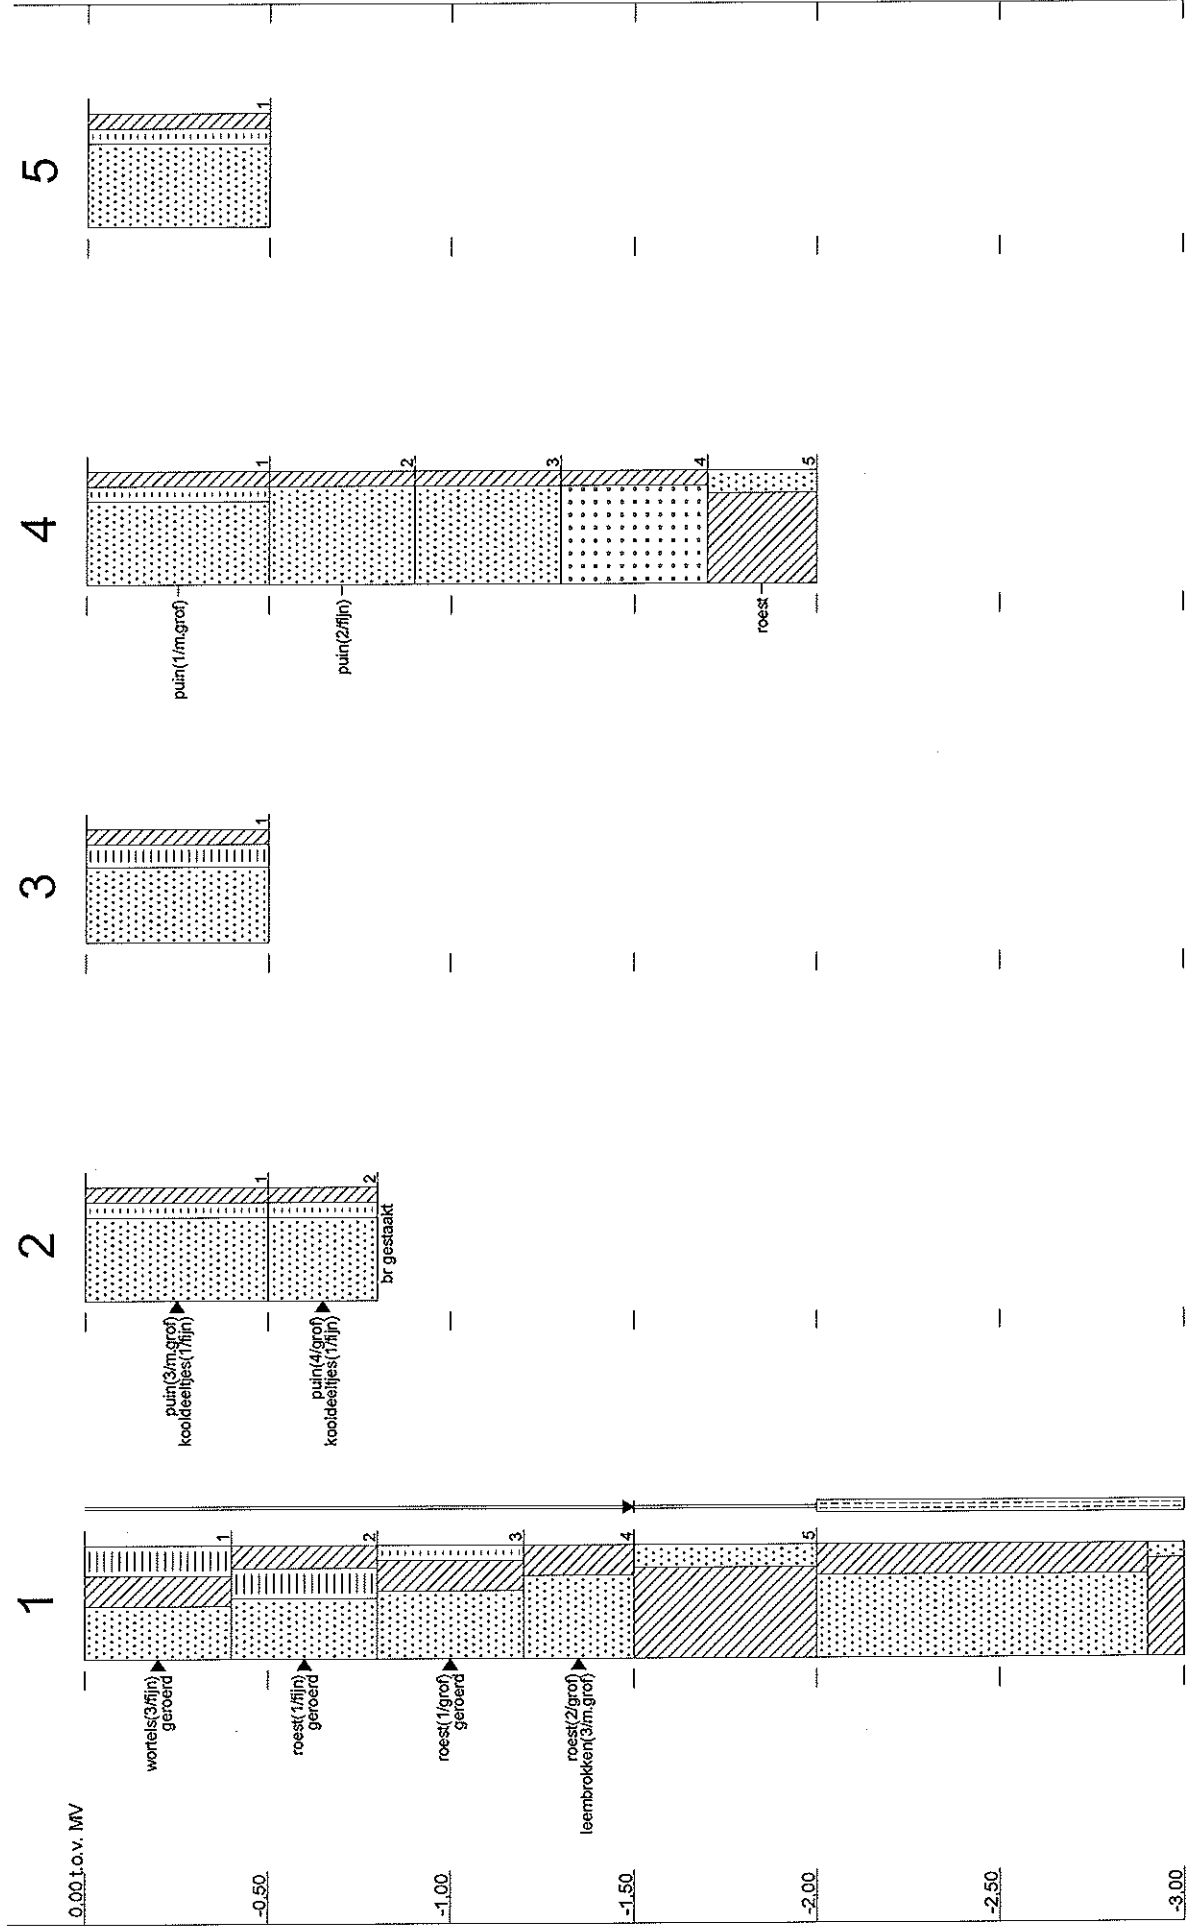 1
2
3
4
5
0,00 t.o.v. MV
-0,50
-1,00
-1,50
-2,00
-2,50
-3,00
wortels(3/fijn)
geroerd
1
roest(1/fijn)
geroerd
2
roest(1/grof)
geroerd
3
roest(2/grof)
leembrokken(3/m.grof)
4
5
puin(3/m.grof)
kooldeeltjes(1/fijn)
1
puin(4/grof)
kooldeeltjes(1/fijn)
2
br gestaakt
1
puin(1/m.grof)
1
puin(2/fijn)
2
3
4
roest
5
1